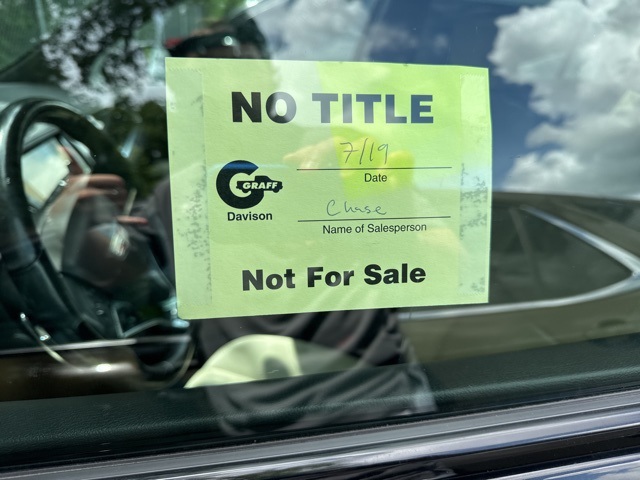 NO TITLE
7/19
Date
GRAFF
Davison
Chase
Name of Salesperson
Not For Sale